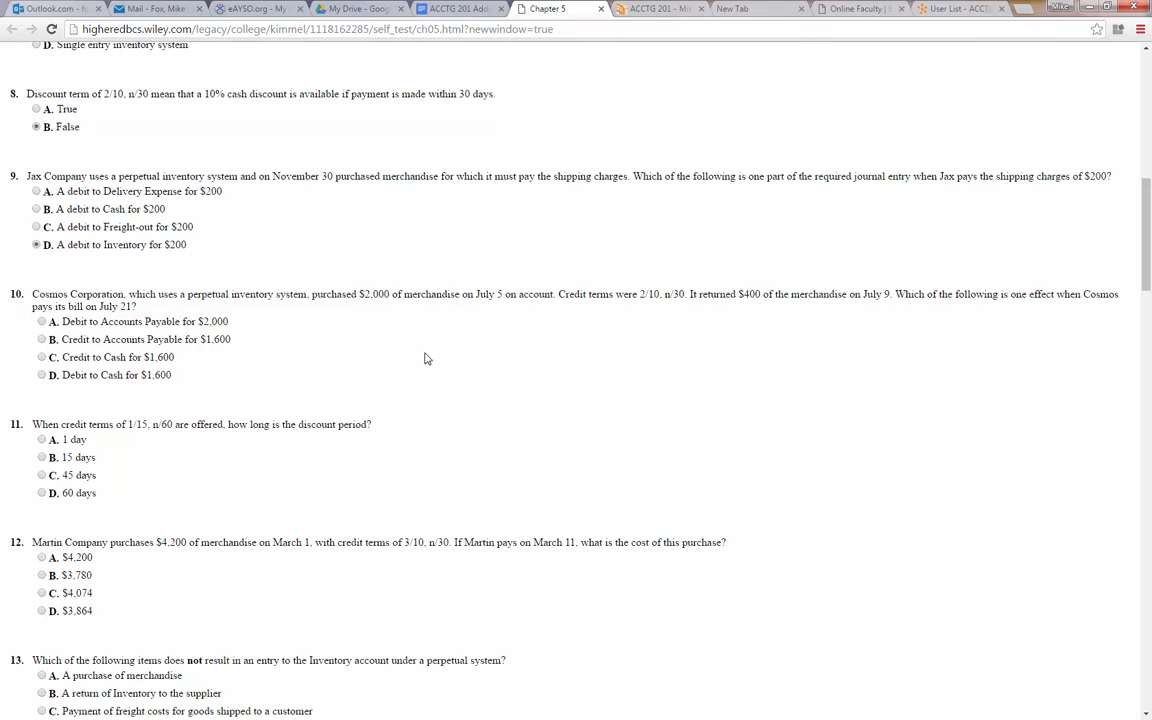 Outlook.com - fo
Mail - Fox, Mike
eAYSO.org - My
My Drive - Goog
ACCTG 201 Addi
Chapter 5
ACCTG 201 - Mi
New Tab
Online Faculty | E
User List - ACCTG
Mike
higheredbcs.wiley.com/legacy/college/kimmel/1118162285/self_test/ch05.html?newwindow=true
D. Single entry inventory system
8. Discount term of 2/10, n/30 mean that a 10% cash discount is available if payment is made within 30 days.
A. True
B. False
9. Jax Company uses a perpetual inventory system and on November 30 purchased merchandise for which it must pay the shipping charges. Which of the following is one part of the required journal entry when Jax pays the shipping charges of $200?
A. A debit to Delivery Expense for $200
B. A debit to Cash for $200
C. A debit to Freight-out for $200
D. A debit to Inventory for $200
10. Cosmos Corporation, which uses a perpetual inventory system, purchased $2,000 of merchandise on July 5 on account. Credit terms were 2/10, n/30. It returned $400 of the merchandise on July 9. Which of the following is one effect when Cosmos
pays its bill on July 21?
A. Debit to Accounts Payable for $2,000
B. Credit to Accounts Payable for $1,600
C. Credit to Cash for $1,600
D. Debit to Cash for $1,600
11. When credit terms of 1/15, n/60 are offered, how long is the discount period?
A. 1 day
B. 15 days
C. 45 days
D. 60 days
12. Martin Company purchases $4,200 of merchandise on March 1, with credit terms of 3/10, n/30. If Martin pays on March 11, what is the cost of this purchase?
A. $4,200
B. $3,780
C. $4,074
D. $3,864
13. Which of the following items does not result in an entry to the Inventory account under a perpetual system?
A. A purchase of merchandise
B. A return of Inventory to the supplier
C. Payment of freight costs for goods shipped to a customer